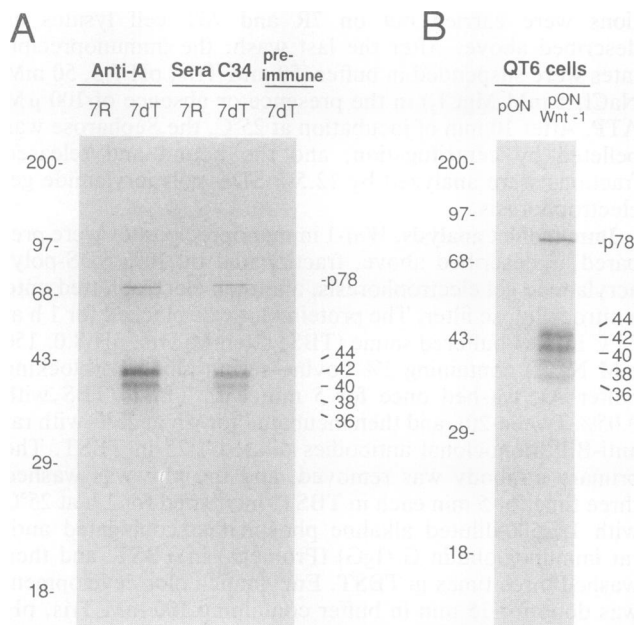 A
Anti-A
Sera C34
pre-
immune
7R 7dT 7R 7dT 7dT
200-
97-
68-
43-
29-
18-
-p78
44
42
40
38
36
B
QT6 cells
pON
pON
Wnt -1
200-
97-
68-
43-
29-
18-
-p78
44
42
40
38
36